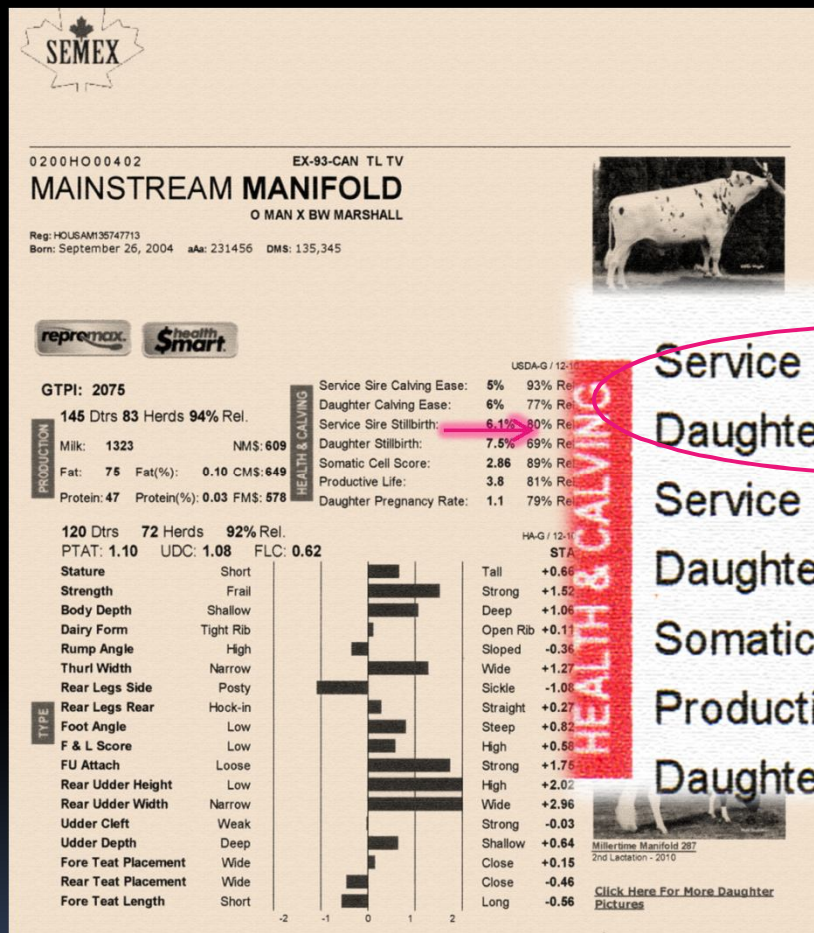 SEMEX
0200HO00402 EX-93-CAN TL TV
MAINSTREAM MANIFOLD
O MAN X BW MARSHALL
Reg: HOUSAM135747713
Born: September 26, 2004 aAa: 231456 DMS: 135,345
repromax. $health Smart.
USDA-G / 12-10
GTPI: 2075
145 Dtrs 83 Herds 94% Rel.
PRODUCTION
Milk: 1323 NM$: 609
Fat: 75 Fat(%): 0.10 CM$: 649
Protein: 47 Protein(%): 0.03 FM$: 578
HEALTH & CALVING
Service Sire Calving Ease: 5% 93% Rel
Daughter Calving Ease: 6% 77% Rel
Service Sire Stillbirth: 6.1% 80% Rel
Daughter Stillbirth: 7.5% 69% Rel
Somatic Cell Score: 2.86 89% Rel
Productive Life: 3.8 81% Rel
Daughter Pregnancy Rate: 1.1 79% Rel
HEALTH & CALVING
Service
Daughte
Service
Daughte
Somatic
Producti
Daughte
120 Dtrs 72 Herds 92% Rel.
HA-G / 12-10
PTAT: 1.10 UDC: 1.08 FLC: 0.62
STA
TYPE
Stature Short Tall +0.66
Strength Frail Strong +1.52
Body Depth Shallow Deep +1.06
Dairy Form Tight Rib Open Rib +0.11
Rump Angle High Sloped -0.36
Thurl Width Narrow Wide +1.27
Rear Legs Side Posty Sickle -1.08
Rear Legs Rear Hock-in Straight +0.27
Foot Angle Low Steep +0.82
F & L Score Low High +0.58
FU Attach Loose Strong +1.75
Rear Udder Height Low High +2.02
Rear Udder Width Narrow Wide +2.96
Udder Cleft Weak Strong -0.03
Udder Depth Deep Shallow +0.64
Fore Teat Placement Wide Close +0.15
Rear Teat Placement Wide Close -0.46
Fore Teat Length Short Long -0.56
-2 -1 0 1 2
Millertime Manifold 287
2nd Lactation - 2010
Click Here For More Daughter
Pictures